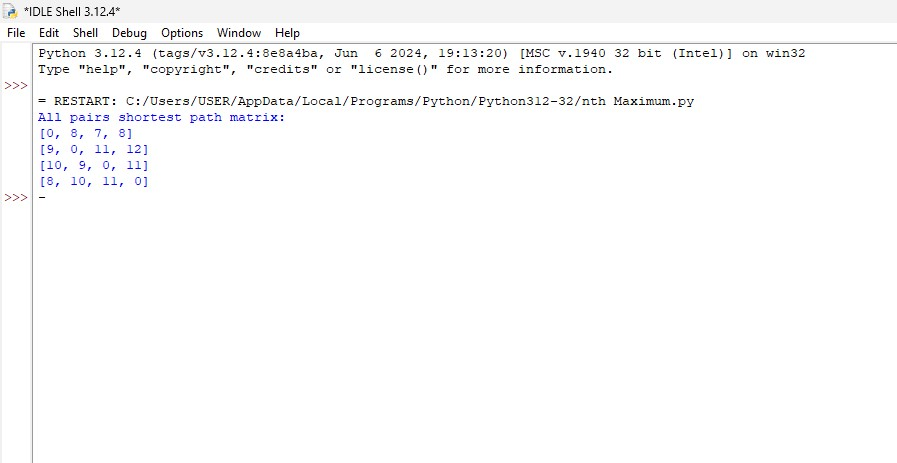 *IDLE Shell 3.12.4*
File Edit Shell Debug Options Window Help
Python 3.12.4 (tags/v3.12.4:8e8a4ba, Jun  6 2024, 19:13:20) [MSC v.1940 32 bit (Intel)] on win32
Type "help", "copyright", "credits" or "license()" for more information.
>>>
= RESTART: C:/Users/USER/AppData/Local/Programs/Python/Python312-32/nth Maximum.py
All pairs shortest path matrix:
[0, 8, 7, 8]
[9, 0, 11, 12]
[10, 9, 0, 11]
[8, 10, 11, 0]
>>>